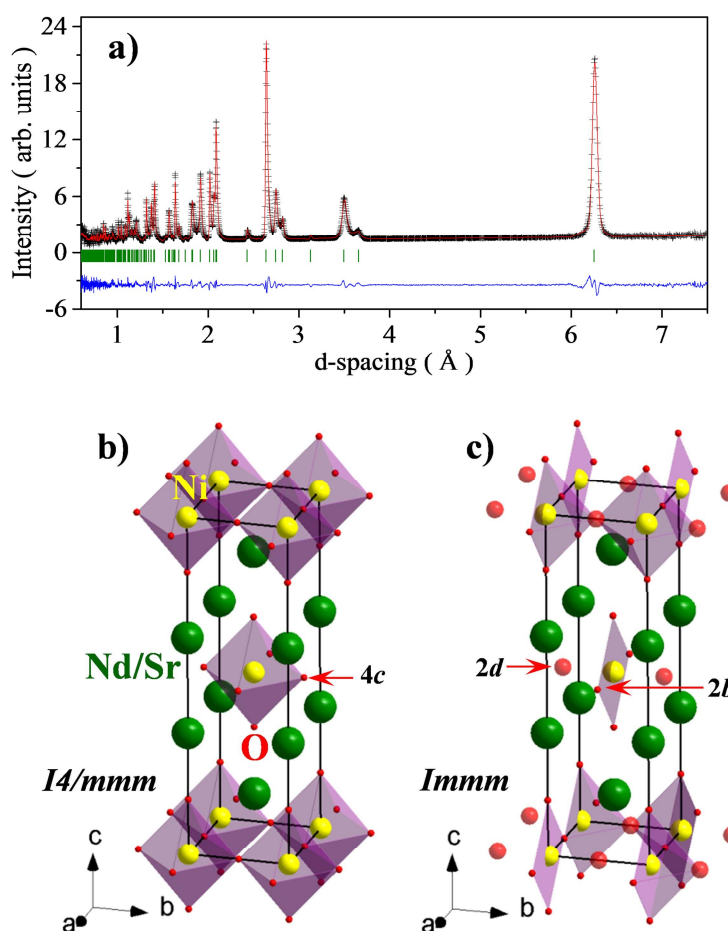 a)
Intensity ( arb. units )
24
18
12
6
0
-6
1 2 3 4 5 6 7
d-spacing ( Å )
b)
c)
Ni
Nd/Sr
4c
2d
2b
O
I4/mmm
Immm
c
a b
c
a b